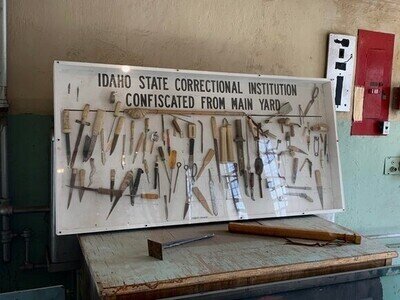 IDAHO STATE CORRECTIONAL INSTITUTION
CONFISCATED FROM MAIN YARD